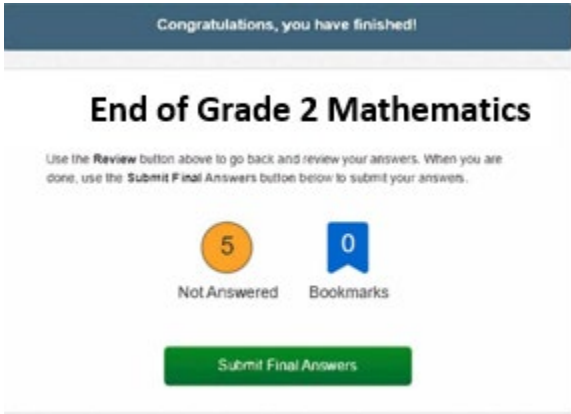 Congratulations, you have finished!
End of Grade 2 Mathematics
Use the Review button above to go back and review your answers. When you are
done, use the Submit Final Answers button below to submit your answers.
5 0
Not Answered Bookmarks
Submit Final Answers